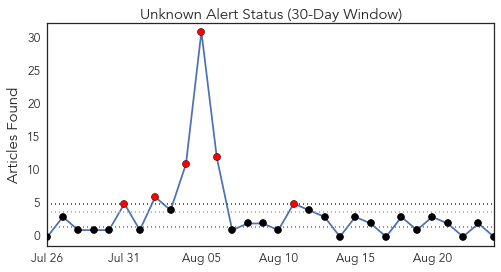 Unknown Alert Status (30-Day Window)
Articles Found
30
25
20
15
10
5
0
Jul 26
Jul 31
Aug 05
Aug 10
Aug 15
Aug 20